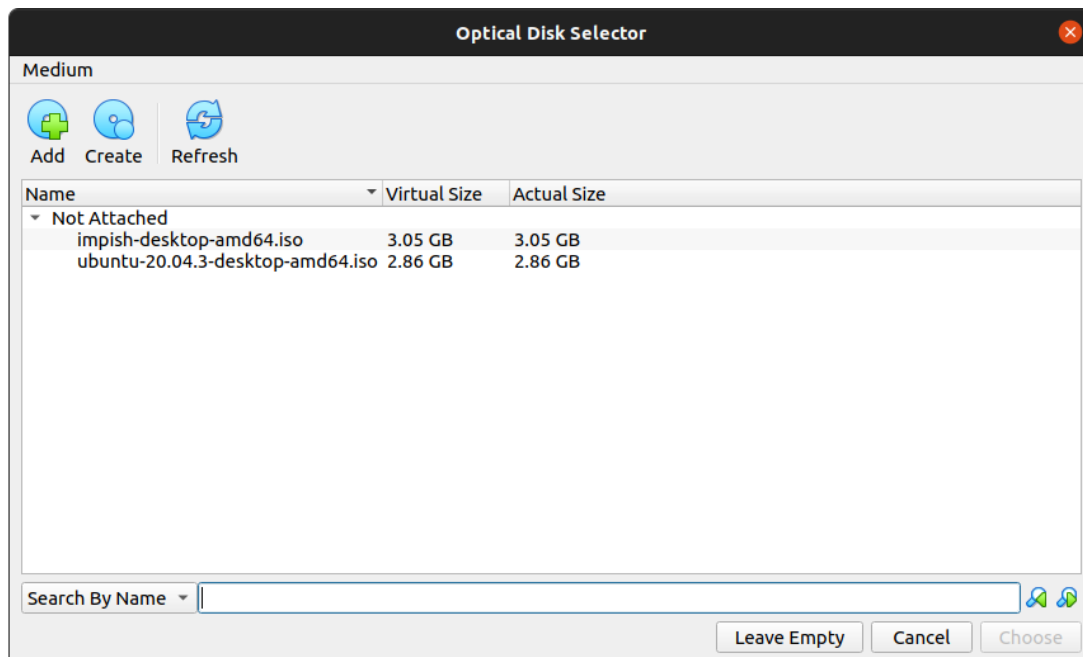 Optical Disk Selector
Medium
Add Create Refresh
Name Virtual Size Actual Size
Not Attached
impish-desktop-amd64.iso 3.05 GB 3.05 GB
ubuntu-20.04.3-desktop-amd64.iso 2.86 GB 2.86 GB
Search By Name
Leave Empty Cancel Choose